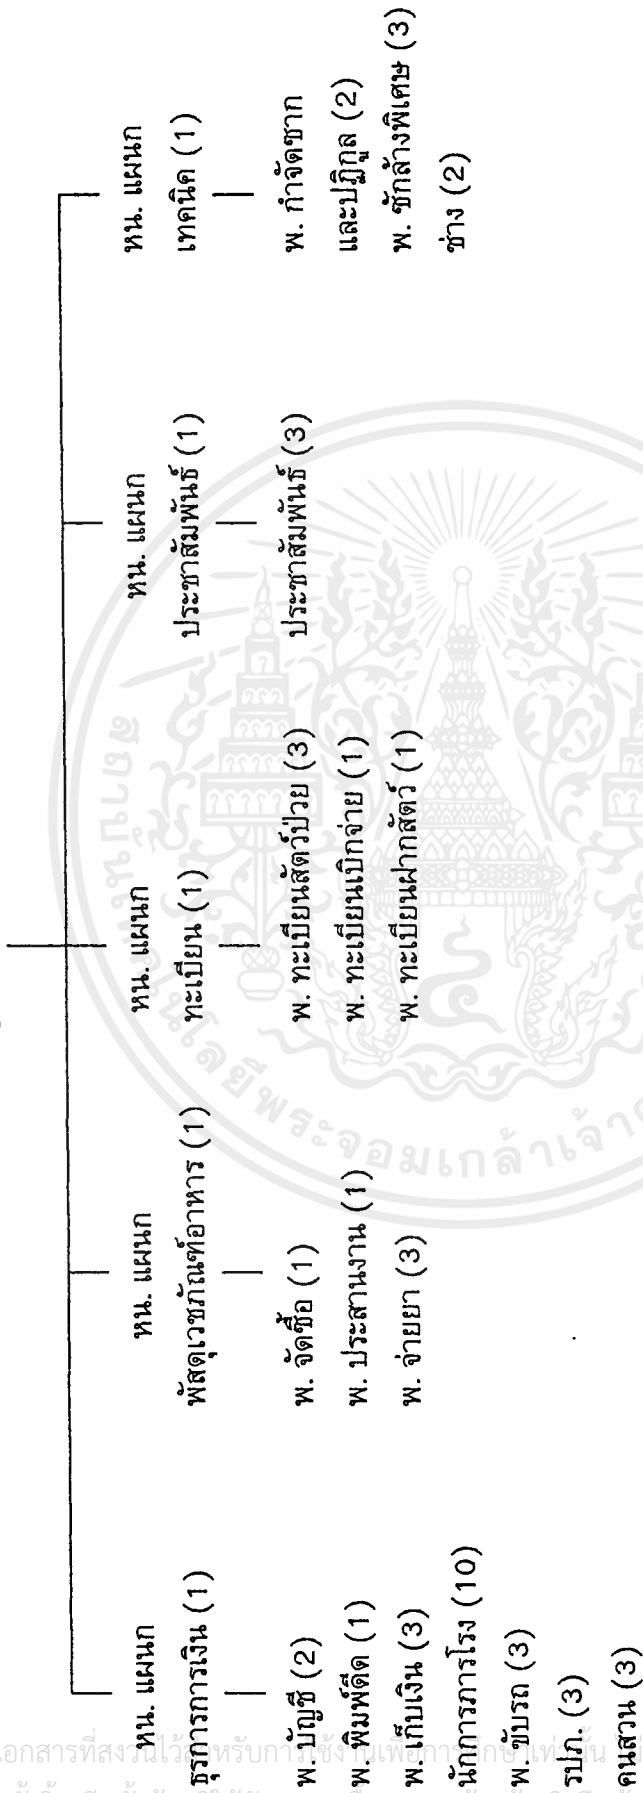 หน. แผนก
ธุรการการเงิน (1)
พ. บัญชี (2)
พ. พิมพ์ดีด (1)
พ. เก็บเงิน (3)
นักการภารโรง (10)
พ. ขับรถ (3)
รปภ. (3)
คนสวน (3)
หน. แผนก
พัสดุเวชภัณฑ์อาหาร (1)
พ. จัดซื้อ (1)
พ. ประสานงาน (1)
พ. จ่ายยา (3)
หน. แผนก
ทะเบียน (1)
พ. ทะเบียนสัตว์ป่วย (3)
พ. ทะเบียนเบิกจ่าย (1)
พ. ทะเบียนฝากสัตว์ (1)
หน. แผนก
ประชาสัมพันธ์ (1)
ประชาสัมพันธ์ (3)
หน. แผนก
เทคนิค (1)
พ. กำจัดซาก
และปฏิกูล (2)
พ. ซักล้างพิเศษ (3)
ช่าง (2)